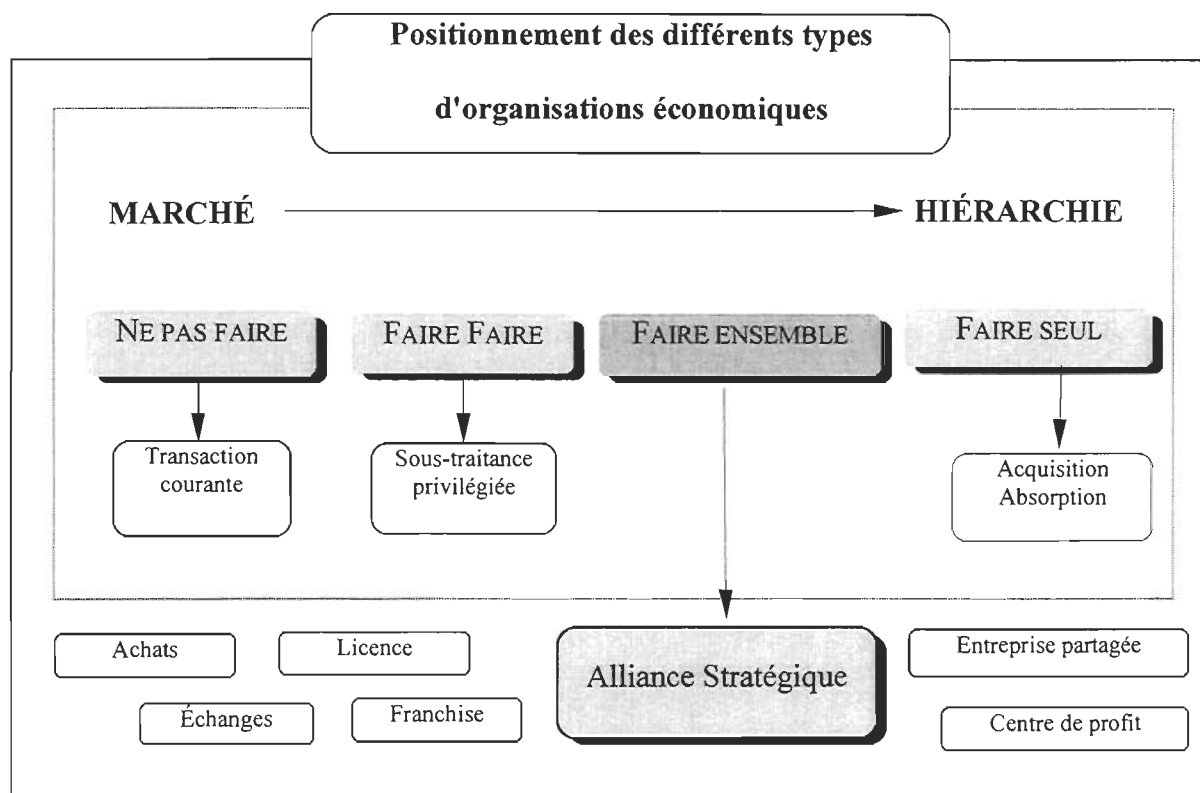 Positionnement des différents types
d'organisations économiques
MARCHÉ
HIÉRARCHIE
NE PAS FAIRE
FAIRE FAIRE
FAIRE ENSEMBLE
FAIRE SEUL
Transaction
courante
Sous-traitance
privilégiée
Acquisition
Absorption
Achats
Licence
Alliance Stratégique
Entreprise partagée
Échanges
Franchise
Centre de profit